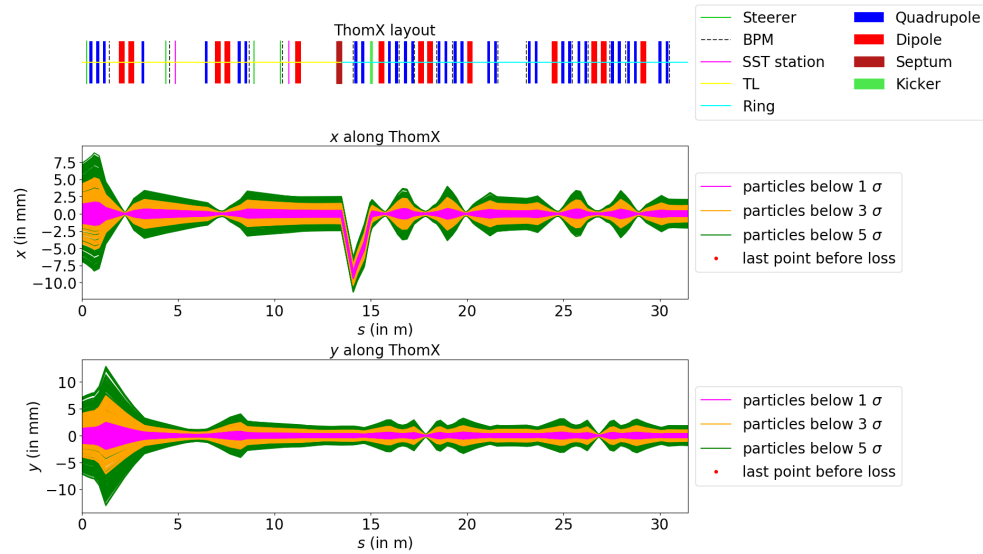 ThomX layout
Steerer
BPM
SST station
TL
Ring
Quadrupole
Dipole
Septum
Kicker
x along ThomX
x (in mm)
7.5
5.0
2.5
0.0
−2.5
−5.0
−7.5
−10.0
0 5 10 15 20 25 30
s (in m)
particles below 1 σ
particles below 3 σ
particles below 5 σ
last point before loss
y along ThomX
y (in mm)
10
5
0
−5
−10
0 5 10 15 20 25 30
s (in m)
particles below 1 σ
particles below 3 σ
particles below 5 σ
last point before loss